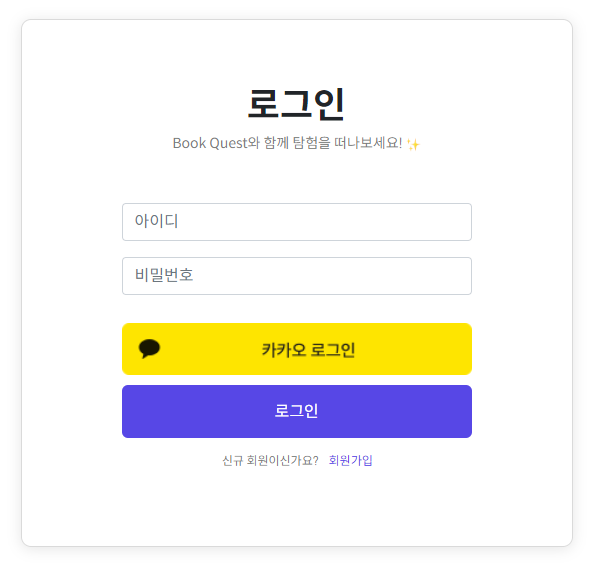 로그인
Book Quest와 함께 탐험을 떠나보세요! ✨
아이디
비밀번호
카카오 로그인
로그인
신규 회원이신가요? 회원가입